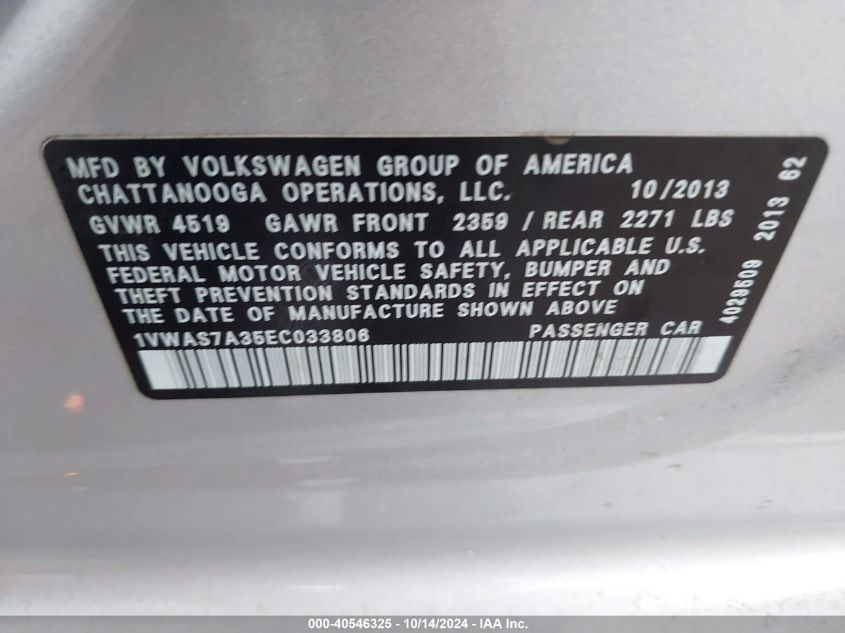 MFD BY VOLKSWAGEN GROUP OF AMERICA
CHATTANOOGA OPERATIONS, LLC. 10/2013
GVWR 4519 GAWR FRONT 2359 / REAR 2271 LBS
THIS VEHICLE CONFORMS TO ALL APPLICABLE U.S.
FEDERAL MOTOR VEHICLE SAFETY, BUMPER AND
THEFT PREVENTION STANDARDS IN EFFECT ON
THE DATE OF MANUFACTURE SHOWN ABOVE
1VWAS7A35EC033806 PASSENGER CAR
4029509 2013 62
000-40546325 - 10/14/2024 - IAA Inc.